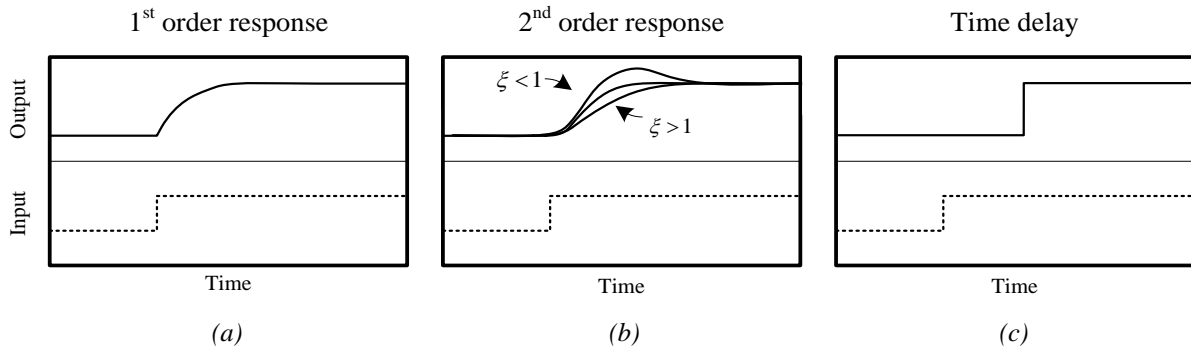 1st order response
2nd order response
Time delay
Output
Input
ξ < 1
ξ > 1
Time
Time
Time
(a)
(b)
(c)